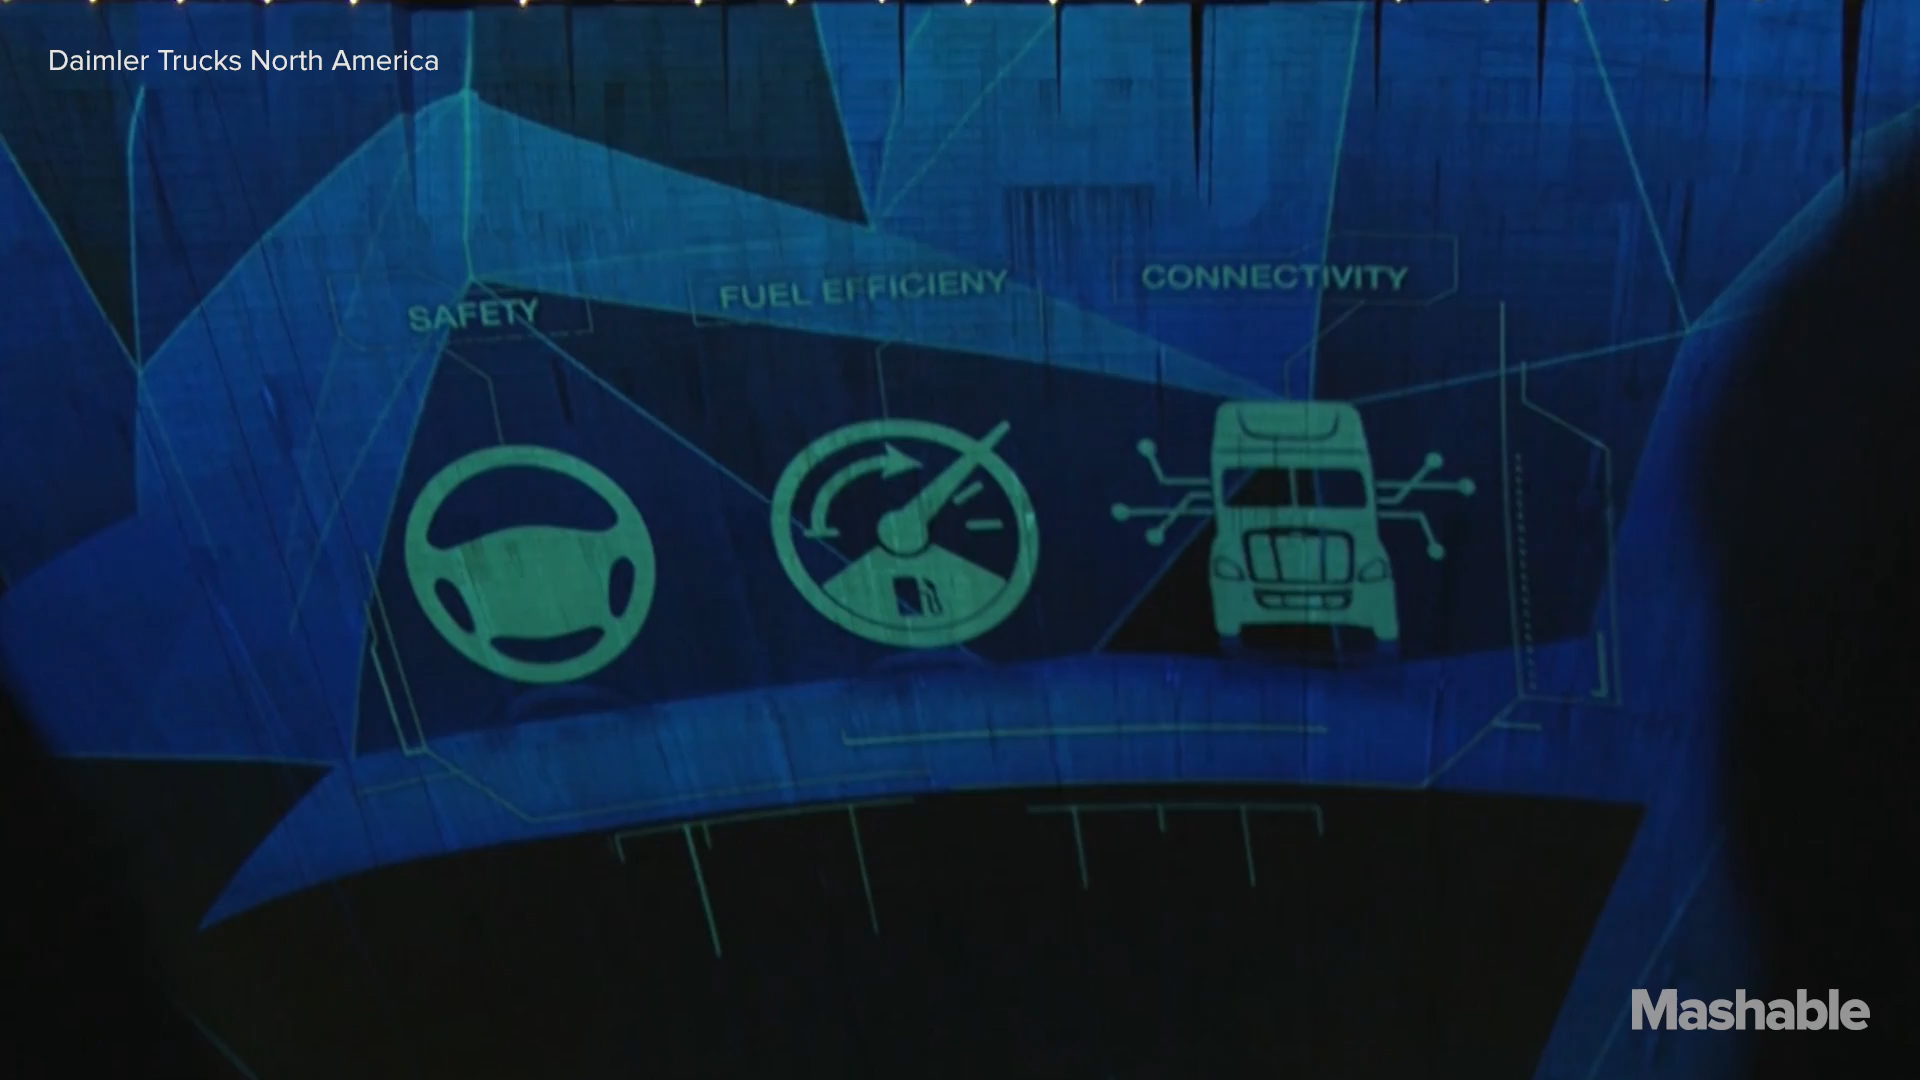 Daimler Trucks North America
SAFETY
FUEL EFFICIENY
CONNECTIVITY
Mashable